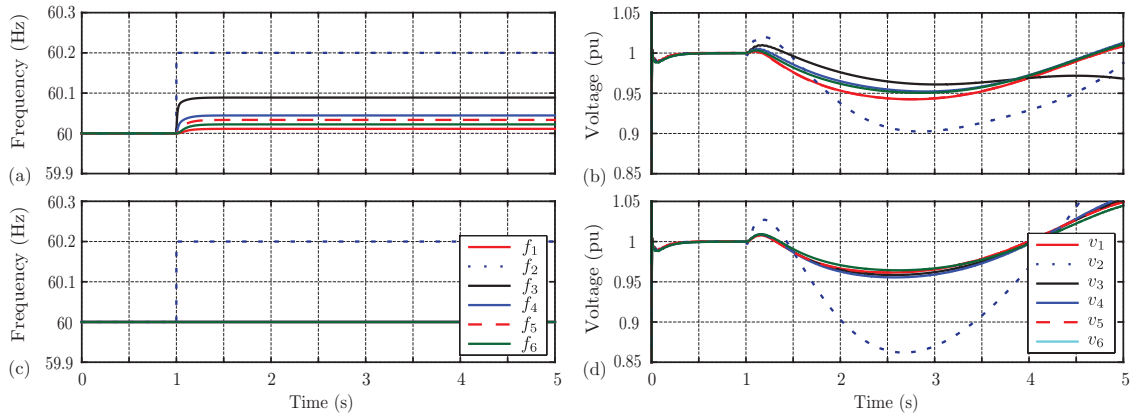 60.3
60.2
60.1
60
59.9
Frequency (Hz)
(a)
1.05
1
0.95
0.9
0.85
Voltage (pu)
(b)
60.3
60.2
60.1
60
59.9
Frequency (Hz)
(c)
0
1
2
3
4
5
Time (s)
f1
f2
f3
f4
f5
f6
1.05
1
0.95
0.9
0.85
Voltage (pu)
(d)
0
1
2
3
4
5
Time (s)
v1
v2
v3
v4
v5
v6